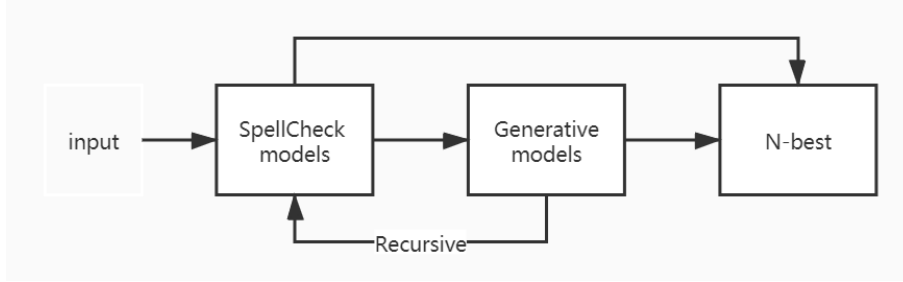 input
SpellCheck
models
Generative
models
N-best
Recursive